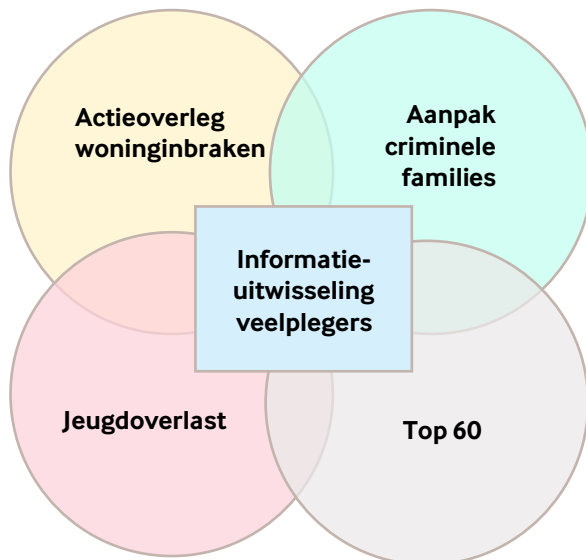 Actieoverleg
woninginbraken
Aanpak
criminele
families
Informatie-
uitwisseling
veelplegers
Jeugdoverlast
Top 60